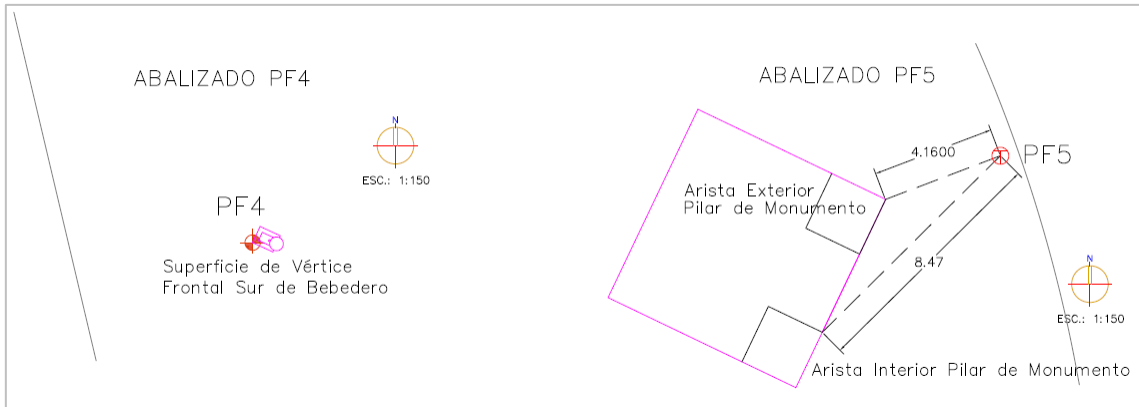 ABALIZADO PF4
N
ESC.: 1:150
PF4
Superficie de Vértice
Frontal Sur de Bebedero
ABALIZADO PF5
4.1600
PF5
Arista Exterior
Pilar de Monumento
8.47
N
ESC.: 1:150
Arista Interior Pilar de Monumento